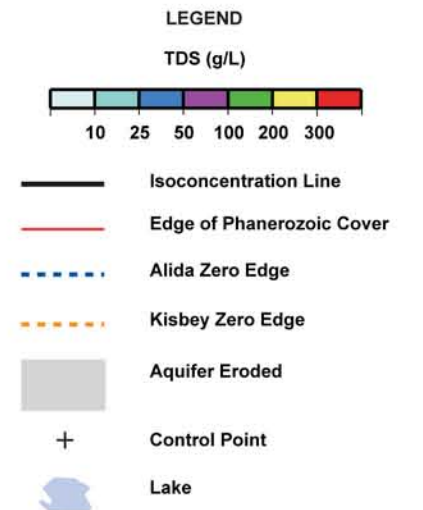 LEGEND
TDS (g/L)
10 25 50 100 200 300
Isoconcentration Line
Edge of Phanerozoic Cover
Alida Zero Edge
Kisbey Zero Edge
Aquifer Eroded
Control Point
Lake